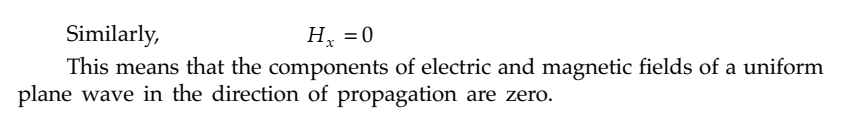 Similarly, Hₓ = 0
This means that the components of electric and magnetic fields of a uniform
plane wave in the direction of propagation are zero.